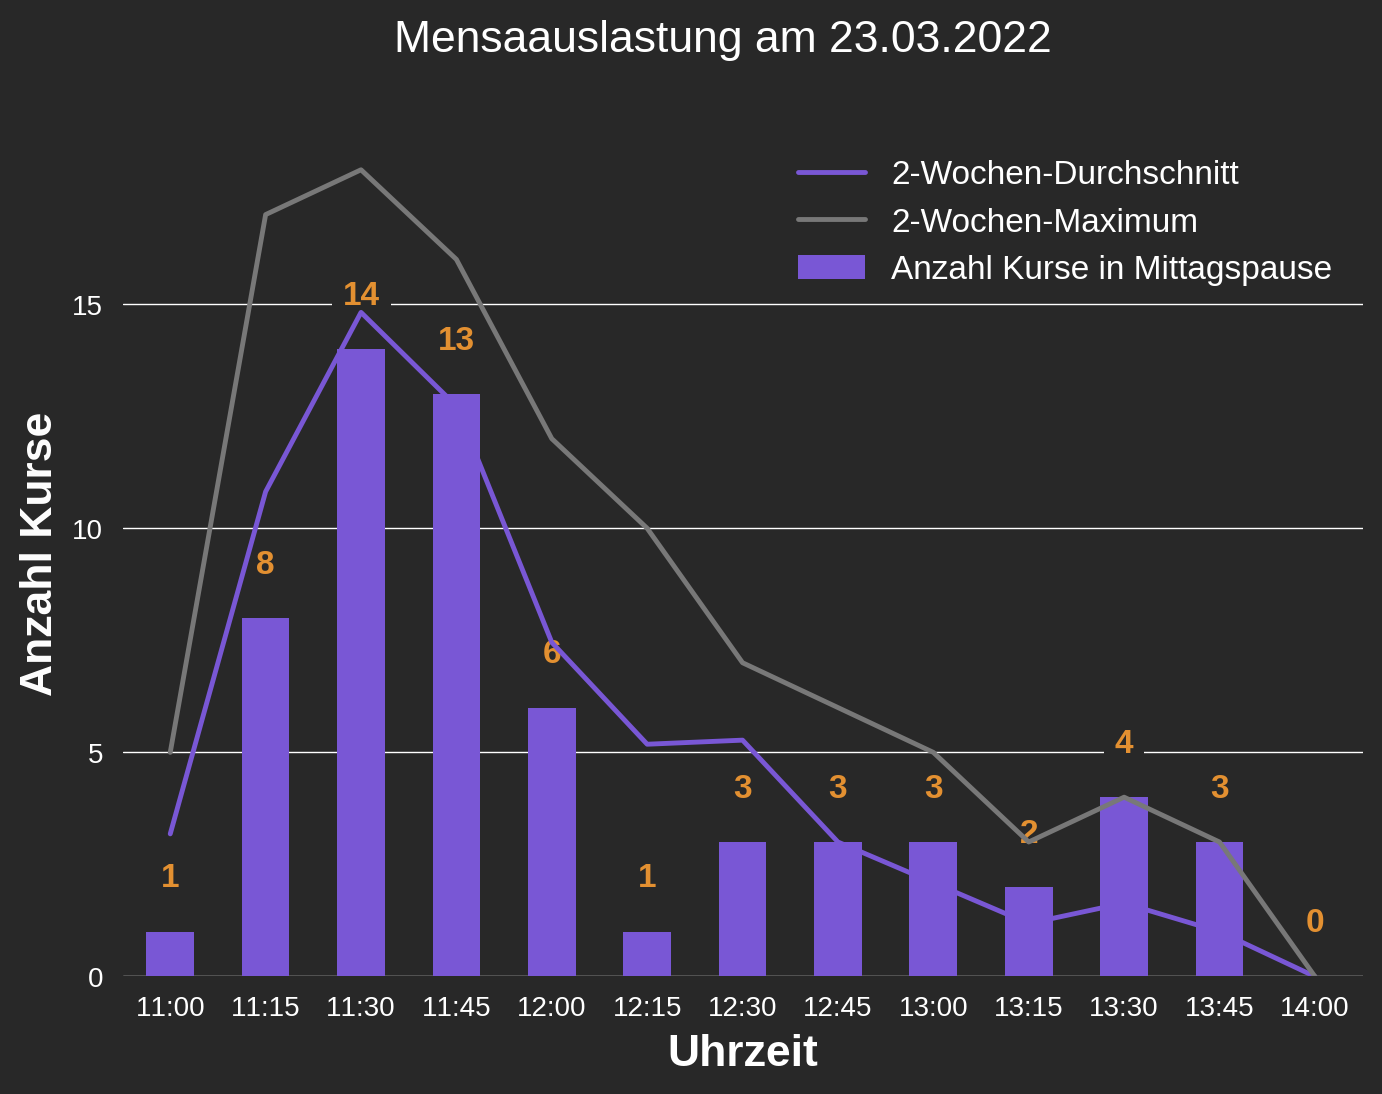 Mensaauslastung am 23.03.2022
2-Wochen-Durchschnitt
2-Wochen-Maximum
Anzahl Kurse in Mittagspause
Anzahl Kurse
15
10
5
0
1
8
14
13
6
1
3
3
3
2
4
3
0
11:00 11:15 11:30 11:45 12:00 12:15 12:30 12:45 13:00 13:15 13:30 13:45 14:00
Uhrzeit